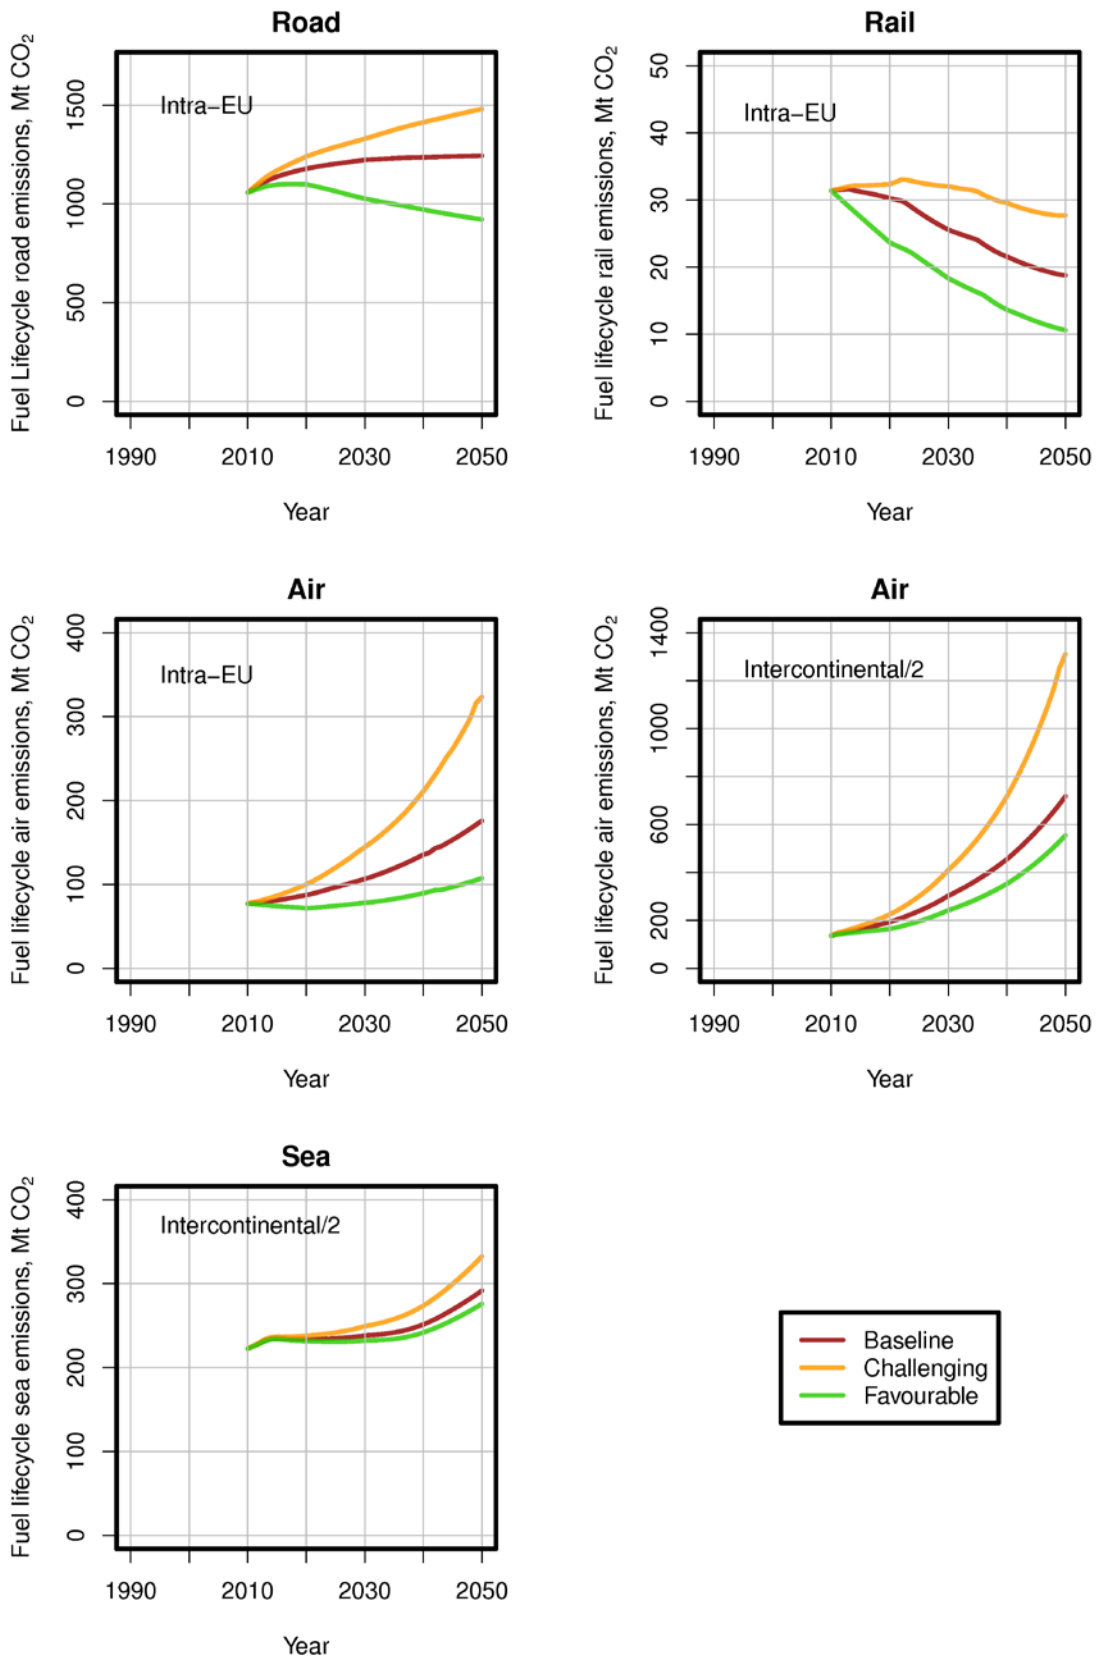 Road
Fuel Lifecycle road emissions, Mt CO₂
1500
1000
500
0
Intra−EU
1990 2010 2030 2050
Year
Rail
Fuel lifecycle rail emissions, Mt CO₂
50
40
30
20
10
0
Intra−EU
1990 2010 2030 2050
Year
Air
Fuel lifecycle air emissions, Mt CO₂
400
300
200
100
0
Intra−EU
1990 2010 2030 2050
Year
Air
Fuel lifecycle air emissions, Mt CO₂
1400
1000
600
200
0
Intercontinental/2
1990 2010 2030 2050
Year
Sea
Fuel lifecycle sea emissions, Mt CO₂
400
300
200
100
0
Intercontinental/2
1990 2010 2030 2050
Year
Baseline
Challenging
Favourable